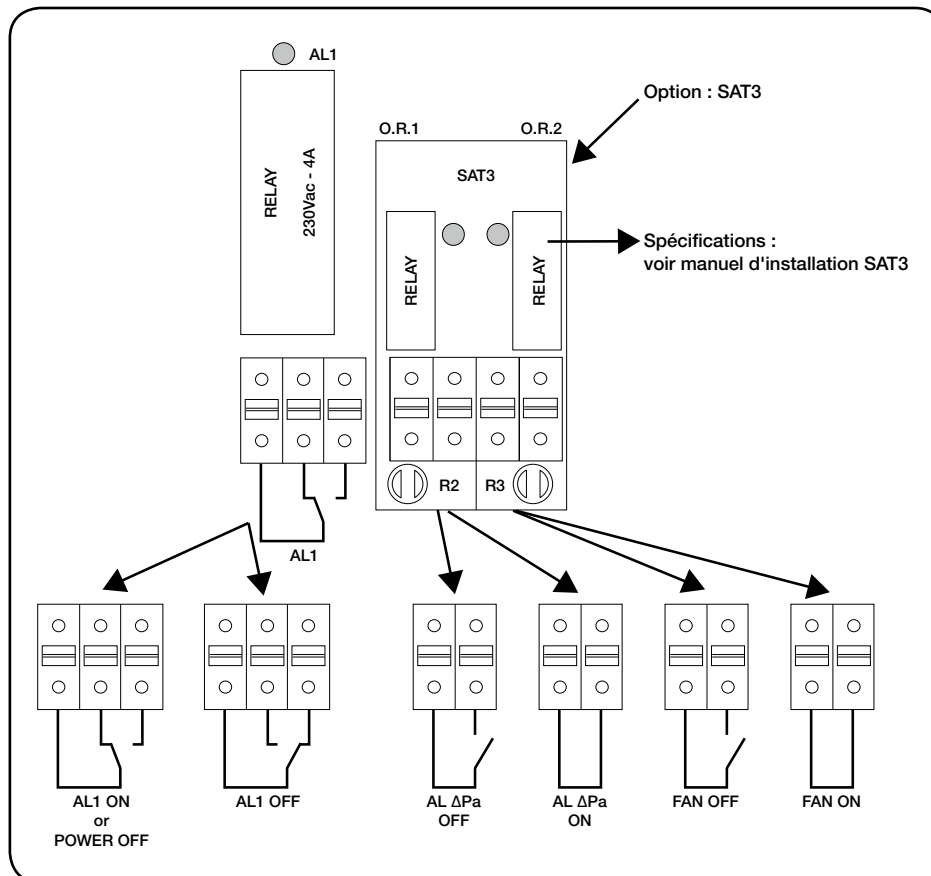 AL1
Option : SAT3
O.R.1
O.R.2
SAT3
RELAY
230Vac - 4A
RELAY
RELAY
Spécifications :
voir manuel d'installation SAT3
R2
R3
AL1
AL1 ON
or
POWER OFF
AL1 OFF
AL ΔPa
OFF
AL ΔPa
ON
FAN OFF
FAN ON